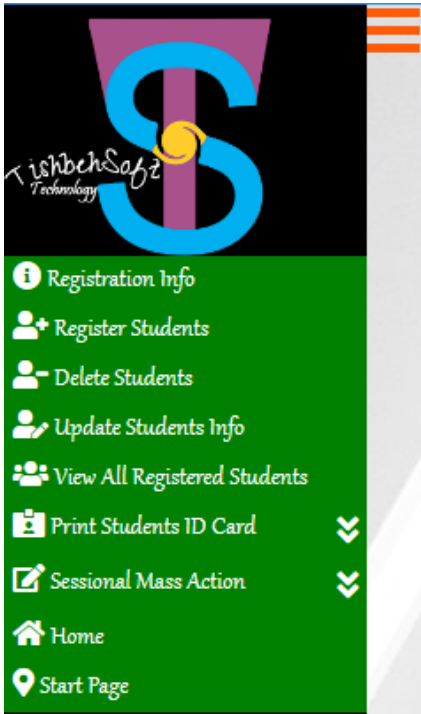 TishbehSoft
Technology
Registration Info
Register Students
Delete Students
Update Students Info
View All Registered Students
Print Students ID Card
Sessional Mass Action
Home
Start Page